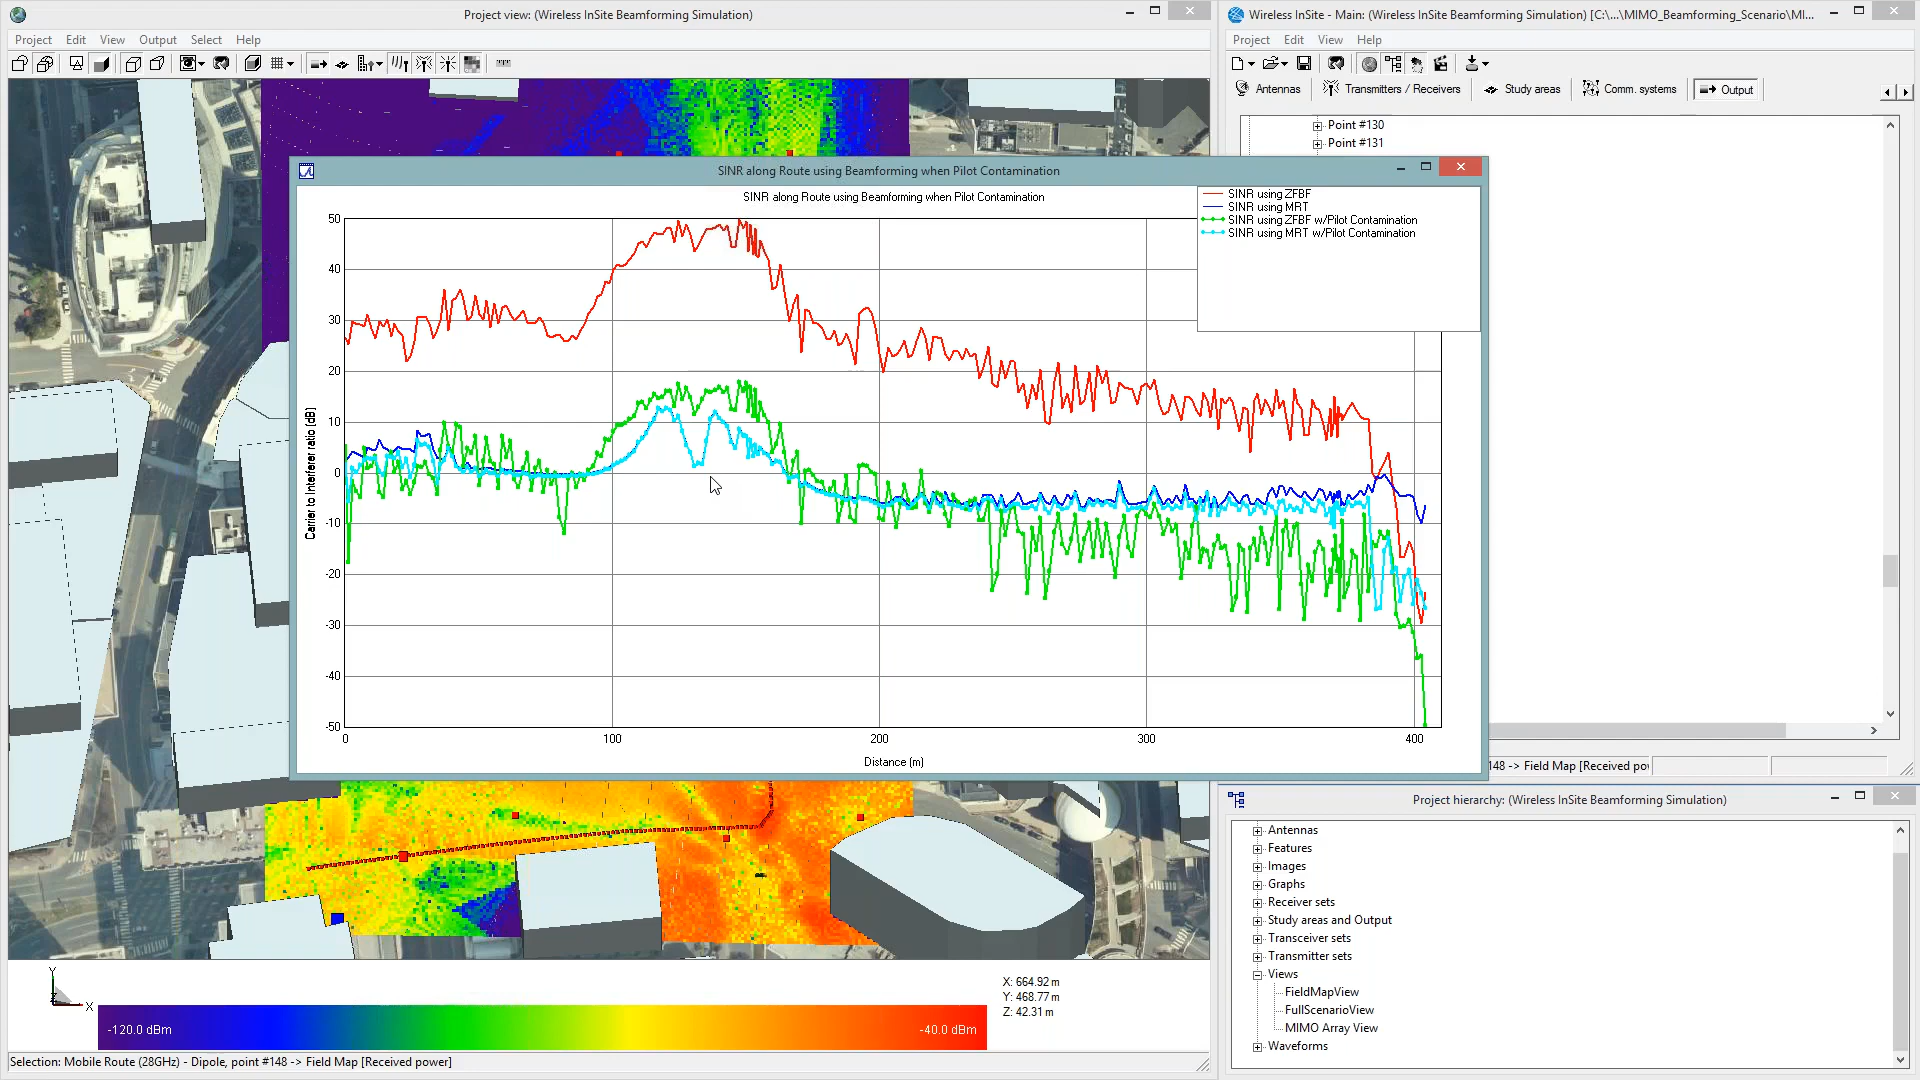 Project view: (Wireless InSite Beamforming Simulation)
Project Edit View Output Select Help
Wireless InSite - Main: (Wireless InSite Beamforming Simulation) [C:\...\MIMO_Beamforming_Scenario\MI...
Project Edit View Help
Antennas Transmitters / Receivers Study areas Comm. systems Output
Point #130
Point #131
SINR along Route using Beamforming when Pilot Contamination
SINR along Route using Beamforming when Pilot Contamination
SINR using ZFBF
SINR using MRT
SINR using ZFBF w/Pilot Contamination
SINR using MRT w/Pilot Contamination
Carrier to Interferer ratio (dB)
50
40
30
20
10
0
-10
-20
-30
-40
-50
0 100 200 300 400
Distance (m)
148 -> Field Map [Received po
Project hierarchy: (Wireless InSite Beamforming Simulation)
Antennas
Features
Images
Graphs
Receiver sets
Study areas and Output
Transceiver sets
Transmitter sets
Views
FieldMapView
FullScenarioView
MIMO Array View
Waveforms
Y
Z
X
X: 664.92 m
Y: 468.77 m
Z: 42.31 m
-120.0 dBm -40.0 dBm
Selection: Mobile Route (28GHz) - Dipole, point #148 -> Field Map [Received power]